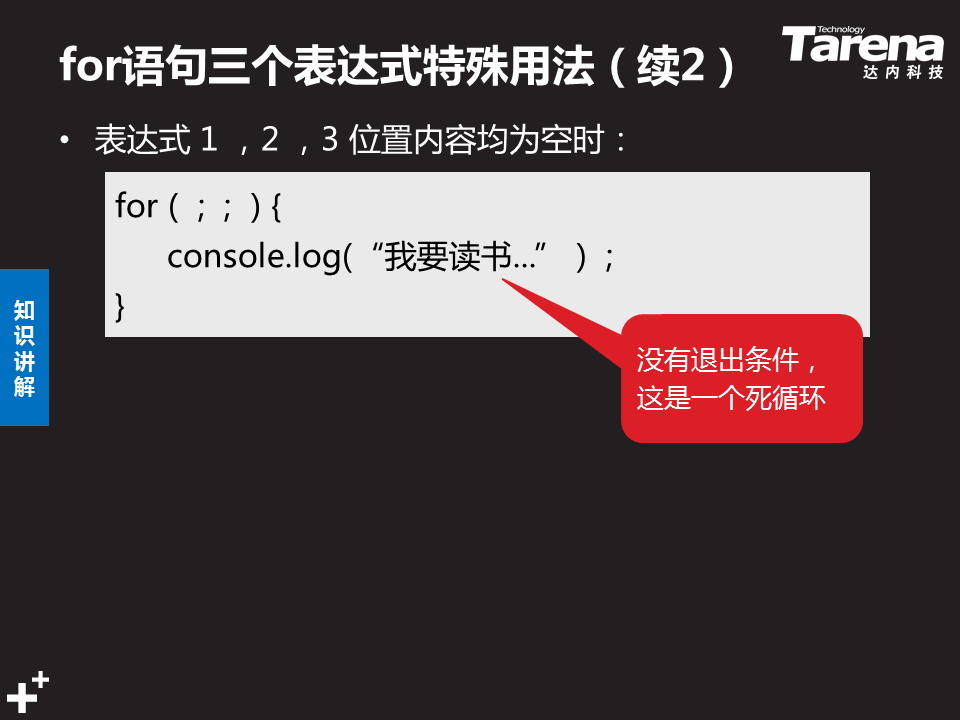 for语句三个表达式特殊用法（续2）
Technology
Tarena
达内科技
• 表达式 1 ，2 ，3 位置内容均为空时：
for ( ; ; ) {
console.log( “我要读书…” ) ;
}
没有退出条件，
这是一个死循环
知识讲解